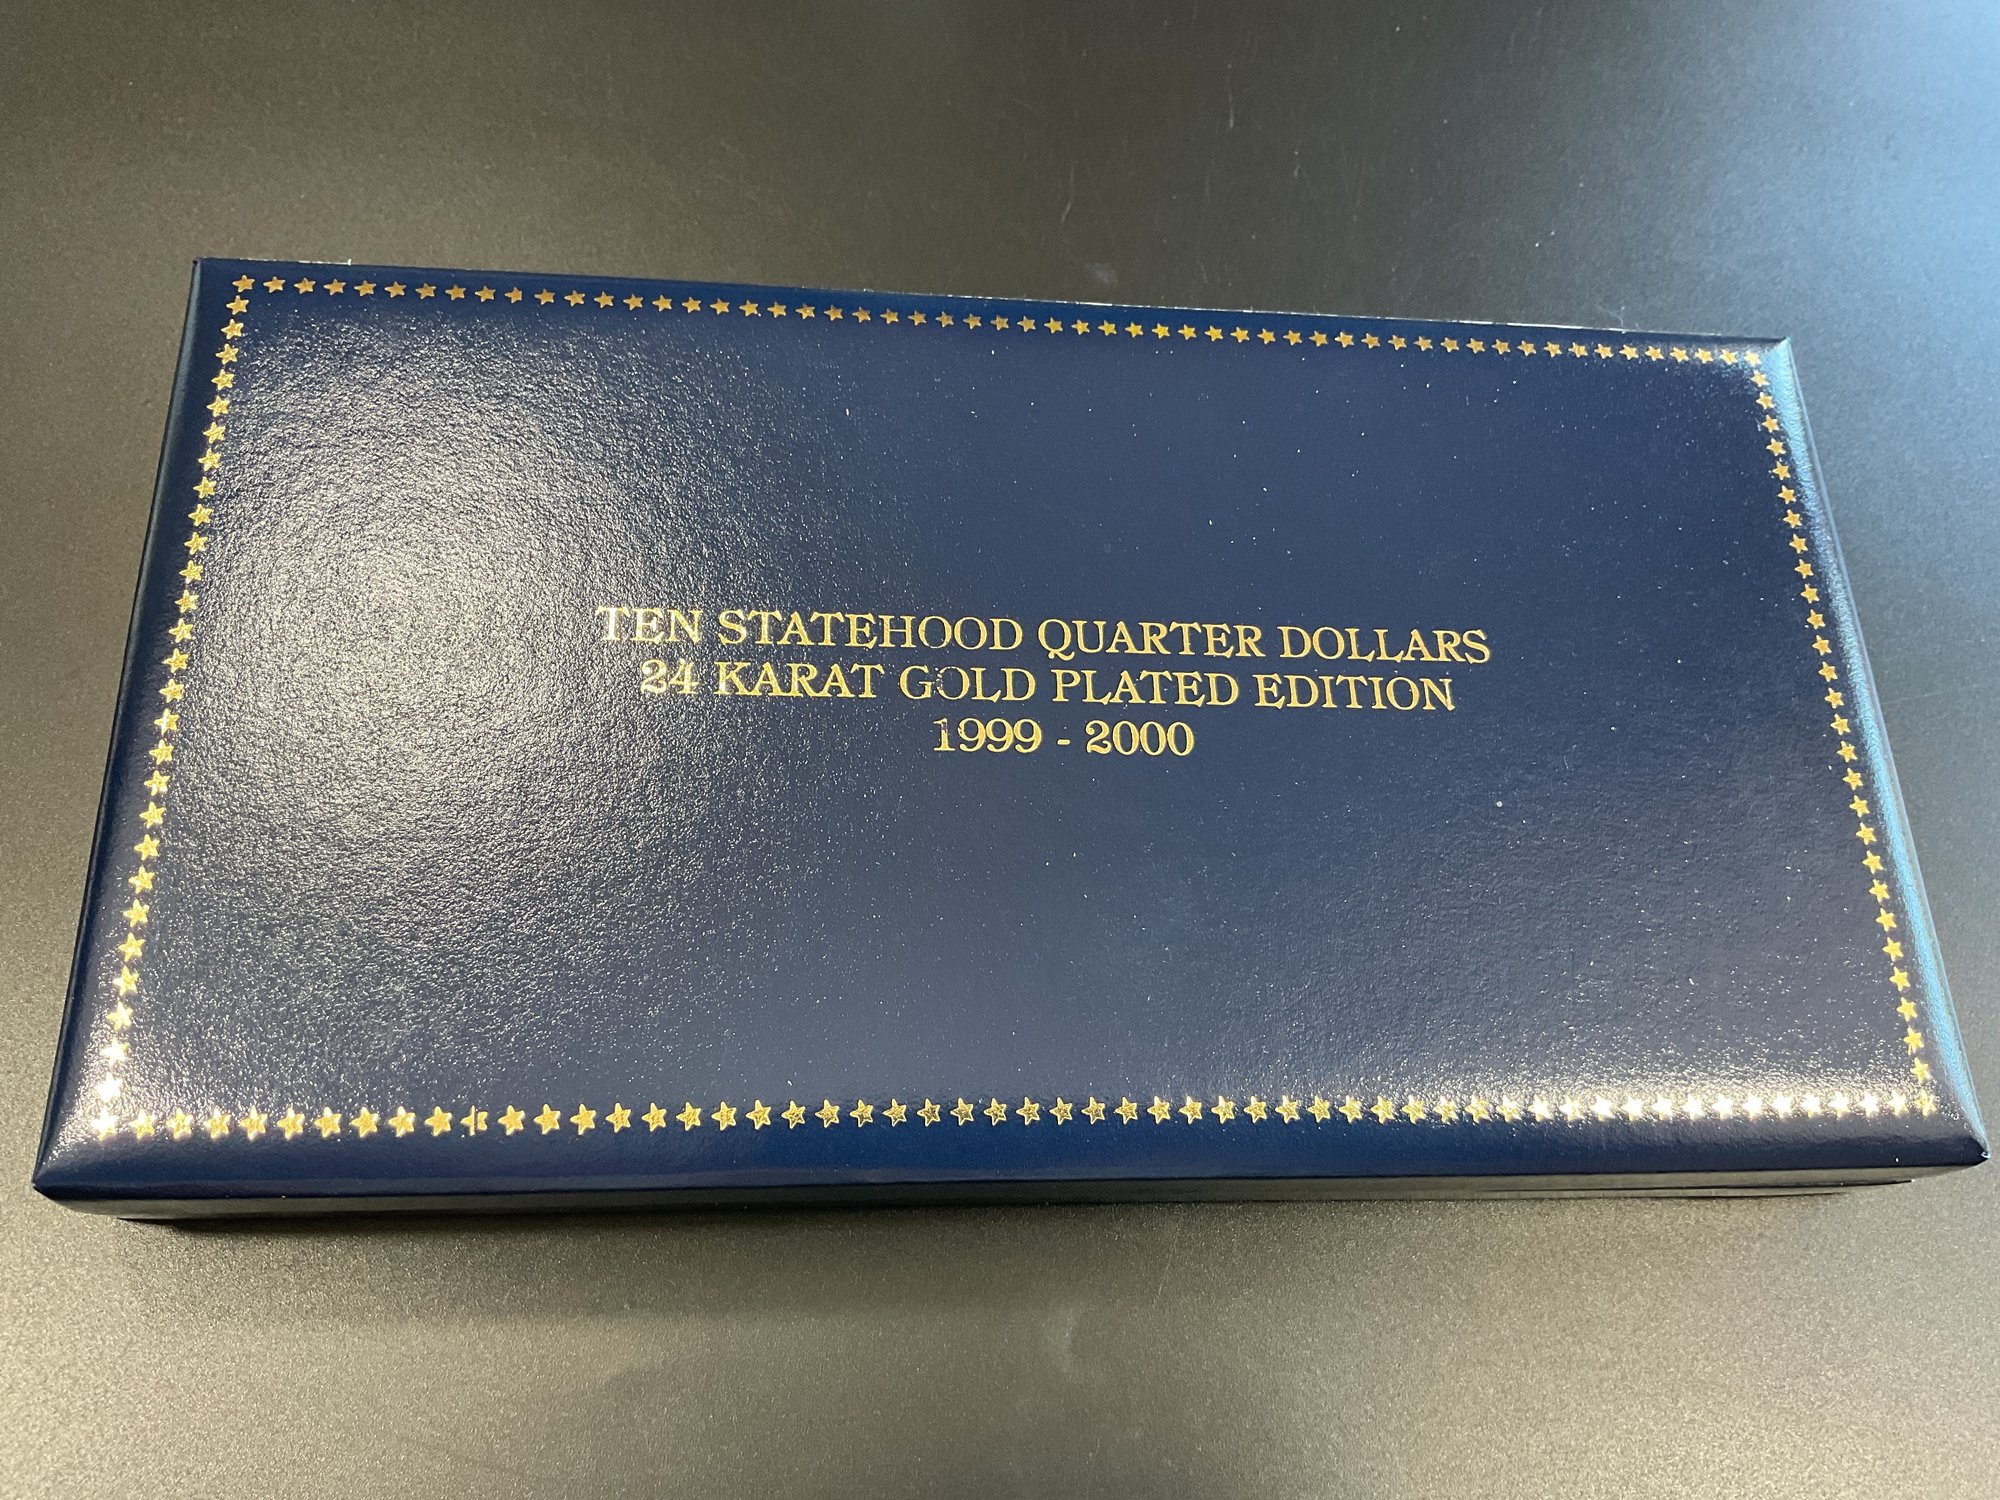 TEN STATEHOOD QUARTER DOLLARS
24 KARAT GOLD PLATED EDITION
1999 - 2000